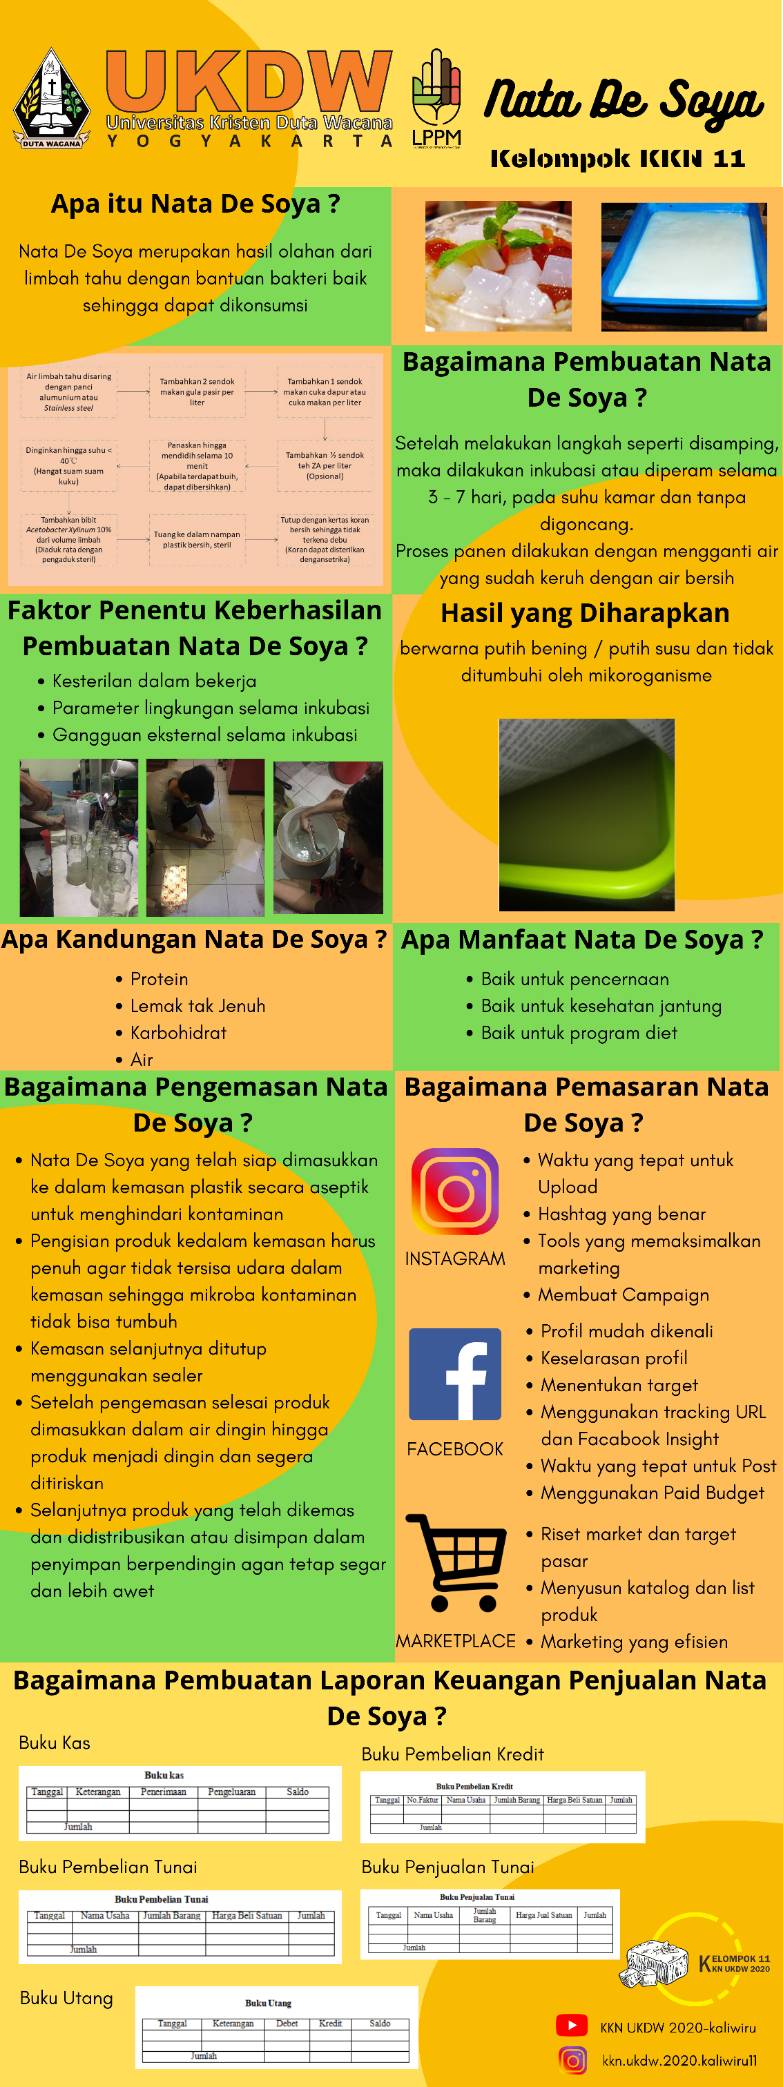 UKDW
Universitas Kristen Duta Wacana
YOGYAKARTA
DUTA WACANA
LPPM
Nata De Soya
Kelompok KKN 11
Apa itu Nata De Soya ?
Nata De Soya merupakan hasil olahan dari
limbah tahu dengan bantuan bakteri baik
sehingga dapat dikonsumsi
Air limbah tahu disaring
dengan panci
alumunium atau
Stainless steel
Tambahkan 2 sendok
makan gula pasir per
liter
Tambahkan 1 sendok
makan cuka dapur atau
cuka makan per liter
Tambahkan ½ sendok
teh ZA per liter
(Opsional)
Panaskan hingga
mendidih selama 10
menit
(Apabila terdapat buih,
dapat dibersihkan)
Dinginkan hingga suhu <
40℃
(Hangat suam suam
kuku)
Tambahkan bibit
Acetobacter Xylinum 10%
dari volume limbah
(Diaduk rata dengan
pengaduk steril)
Tuang ke dalam nampan
plastik bersih, steril
Tutup dengan kertas koran
bersih sehingga tidak
terkena debu
(Koran dapat disterilkan
dengansetrika)
Bagaimana Pembuatan Nata
De Soya ?
Setelah melakukan langkah seperti disamping,
maka dilakukan inkubasi atau diperam selama
3 - 7 hari, pada suhu kamar dan tanpa
digoncang.
Proses panen dilakukan dengan mengganti air
yang sudah keruh dengan air bersih
Faktor Penentu Keberhasilan
Pembuatan Nata De Soya ?
• Kesterilan dalam bekerja
• Parameter lingkungan selama inkubasi
• Gangguan eksternal selama inkubasi
Hasil yang Diharapkan
berwarna putih bening / putih susu dan tidak
ditumbuhi oleh mikoroganisme
Apa Kandungan Nata De Soya ?
• Protein
• Lemak tak Jenuh
• Karbohidrat
• Air
Apa Manfaat Nata De Soya ?
• Baik untuk pencernaan
• Baik untuk kesehatan jantung
• Baik untuk program diet
Bagaimana Pengemasan Nata
De Soya ?
• Nata De Soya yang telah siap dimasukkan
ke dalam kemasan plastik secara aseptik
untuk menghindari kontaminan
• Pengisian produk kedalam kemasan harus
penuh agar tidak tersisa udara dalam
kemasan sehingga mikroba kontaminan
tidak bisa tumbuh
• Kemasan selanjutnya ditutup
menggunakan sealer
• Setelah pengemasan selesai produk
dimasukkan dalam air dingin hingga
produk menjadi dingin dan segera
ditiriskan
• Selanjutnya produk yang telah dikemas
dan didistribusikan atau disimpan dalam
penyimpan berpendingin agan tetap segar
dan lebih awet
Bagaimana Pemasaran Nata
De Soya ?
INSTAGRAM
• Waktu yang tepat untuk
Upload
• Hashtag yang benar
• Tools yang memaksimalkan
marketing
• Membuat Campaign
FACEBOOK
• Profil mudah dikenali
• Keselarasan profil
• Menentukan target
• Menggunakan tracking URL
dan Facabook Insight
• Waktu yang tepat untuk Post
• Menggunakan Paid Budget
MARKETPLACE
• Riset market dan target
pasar
• Menyusun katalog dan list
produk
• Marketing yang efisien
Bagaimana Pembuatan Laporan Keuangan Penjualan Nata
De Soya ?
Buku Kas
Buku kas
Tanggal Keterangan Penerimaan Pengeluaran Saldo
Jumlah
Buku Pembelian Kredit
Buku Pembelian Kredit
Tanggal No.Faktur Nama Usaha Jumlah Barang Harga Beli Satuan Jumlah
Jumlah
Buku Pembelian Tunai
Buku Pembelian Tunai
Tanggal Nama Usaha Jumlah Barang Harga Beli Satuan Jumlah
Jumlah
Buku Penjualan Tunai
Buku Penjualan Tunai
Tanggal Nama Usaha Jumlah Barang Harga Jual Satuan Jumlah
Jumlah
Buku Utang
Buku Utang
Tanggal Keterangan Debet Kredit Saldo
Jumlah
KELOMPOK 11
KKN UKDW 2020
KKN UKDW 2020-kaliwiru
kkn.ukdw.2020.kaliwiru11